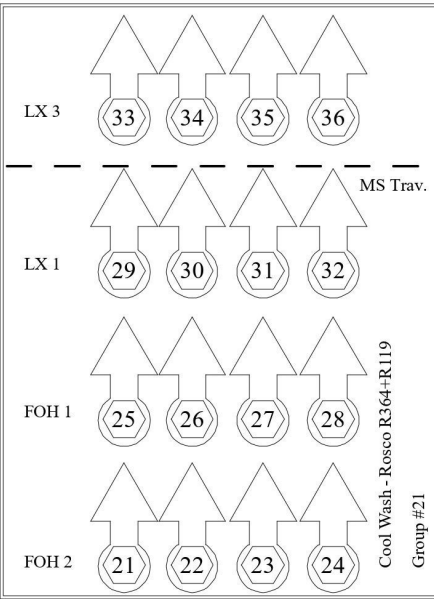 LX 3 33 34 35 36
MS Trav.
LX 1 29 30 31 32
FOH 1 25 26 27 28
FOH 2 21 22 23 24
Cool Wash - Rosco R364+R119
Group #21